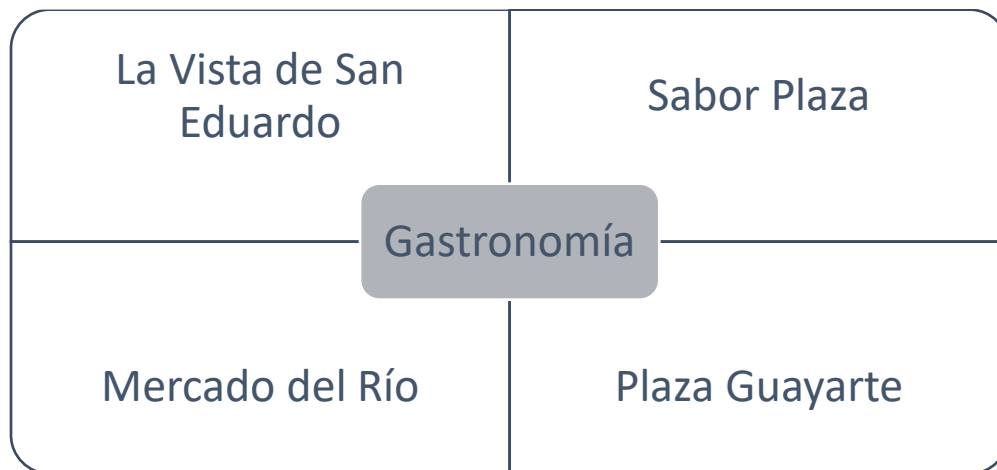 La Vista de San
Eduardo
Sabor Plaza
Gastronomía
Mercado del Río
Plaza Guayarte